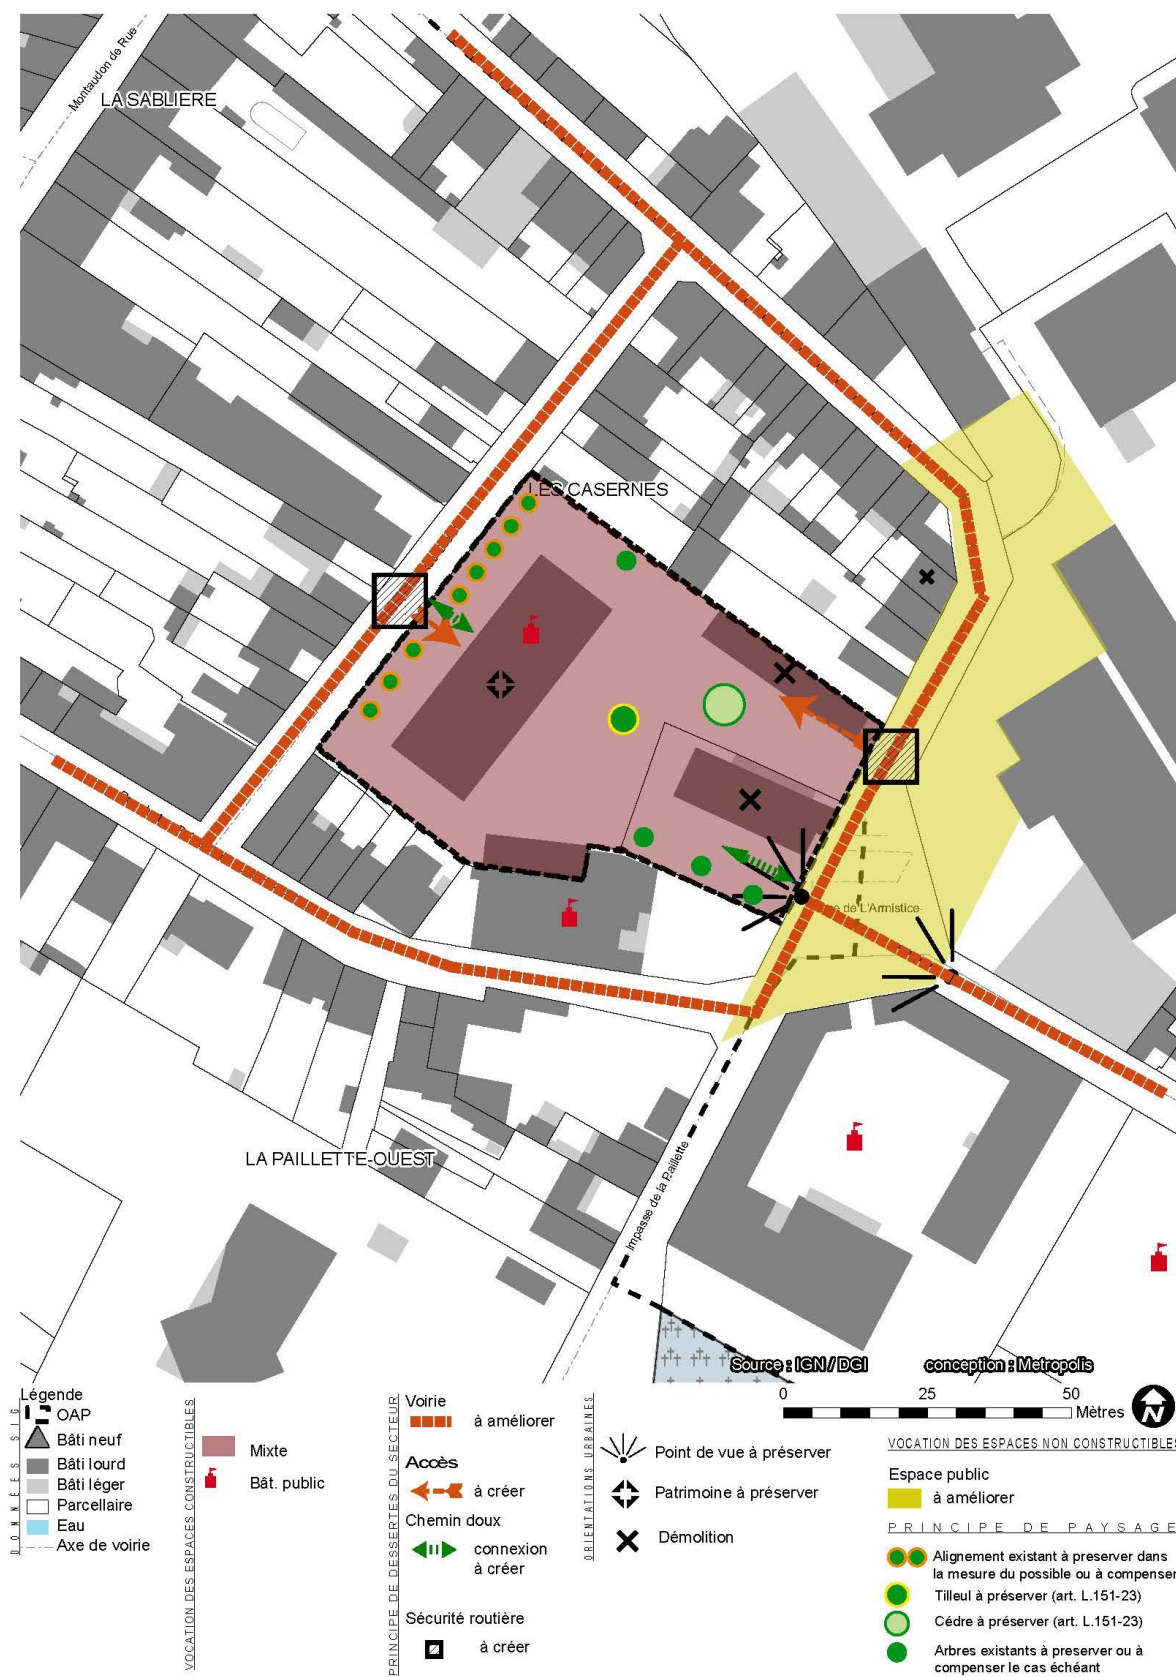 Montaudon de Rue
LA SABLIERE
LES CASERNES
de L'Armistice
LA PAILLETTE-OUEST
Impasse de la Paillette
Source : IGN / DGI
conception : Metropolis
0 25 50
Mètres
N
Légende
DONNEES SIG
OAP
Bâti neuf
Bâti lourd
Bâti léger
Parcellaire
Eau
Axe de voirie
VOCATION DES ESPACES CONSTRUCTIBLES
Mixte
Bât. public
PRINCIPE DE DESSERTES DU SECTEUR
Voirie
à améliorer
Accès
à créer
Chemin doux
connexion
à créer
Sécurité routière
à créer
ORIENTATIONS URBAINES
Point de vue à préserver
Patrimoine à préserver
Démolition
VOCATION DES ESPACES NON CONSTRUCTIBLES
Espace public
à améliorer
PRINCIPE DE PAYSAGE
Alignement existant à preserver dans
la mesure du possible ou à compenser
Tilleul à préserver (art. L.151-23)
Cédre à préserver (art. L.151-23)
Arbres existants à preserver ou à
compenser le cas échéant